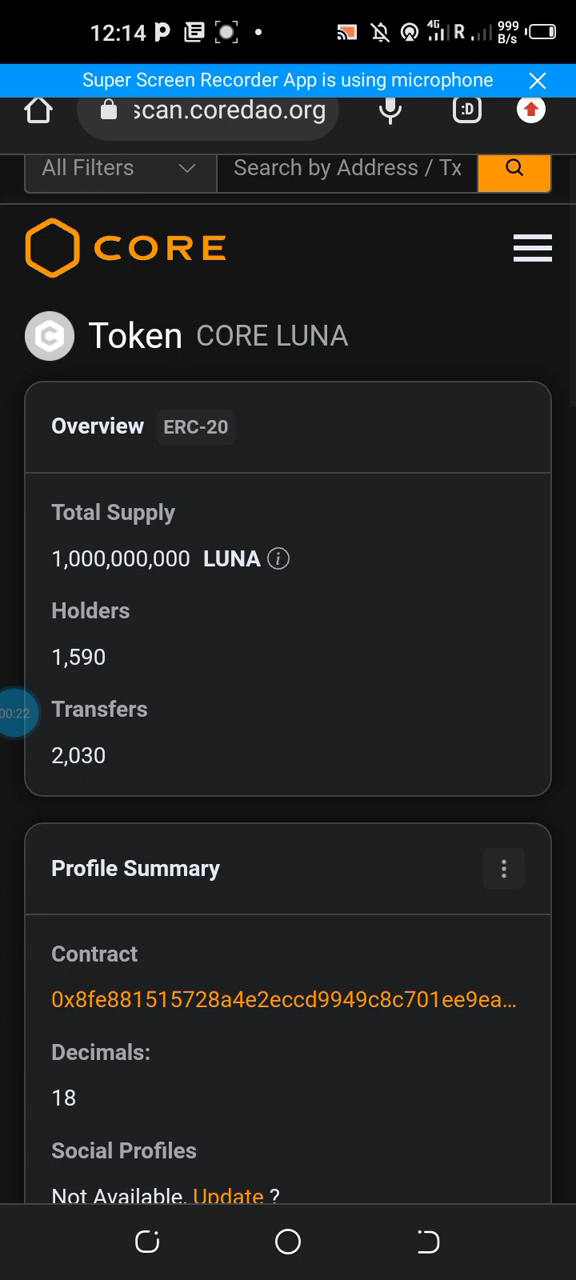 12:14
4G R 999 B/s
Super Screen Recorder App is using microphone
scan.coredao.org :D
All Filters Search by Address / Tx
CORE
Token CORE LUNA
Overview ERC-20
Total Supply
1,000,000,000 LUNA
Holders
1,590
00:22
Transfers
2,030
Profile Summary
Contract
0x8fe881515728a4e2eccd9949c8c701ee9ea...
Decimals:
18
Social Profiles
Not Available, Update ?